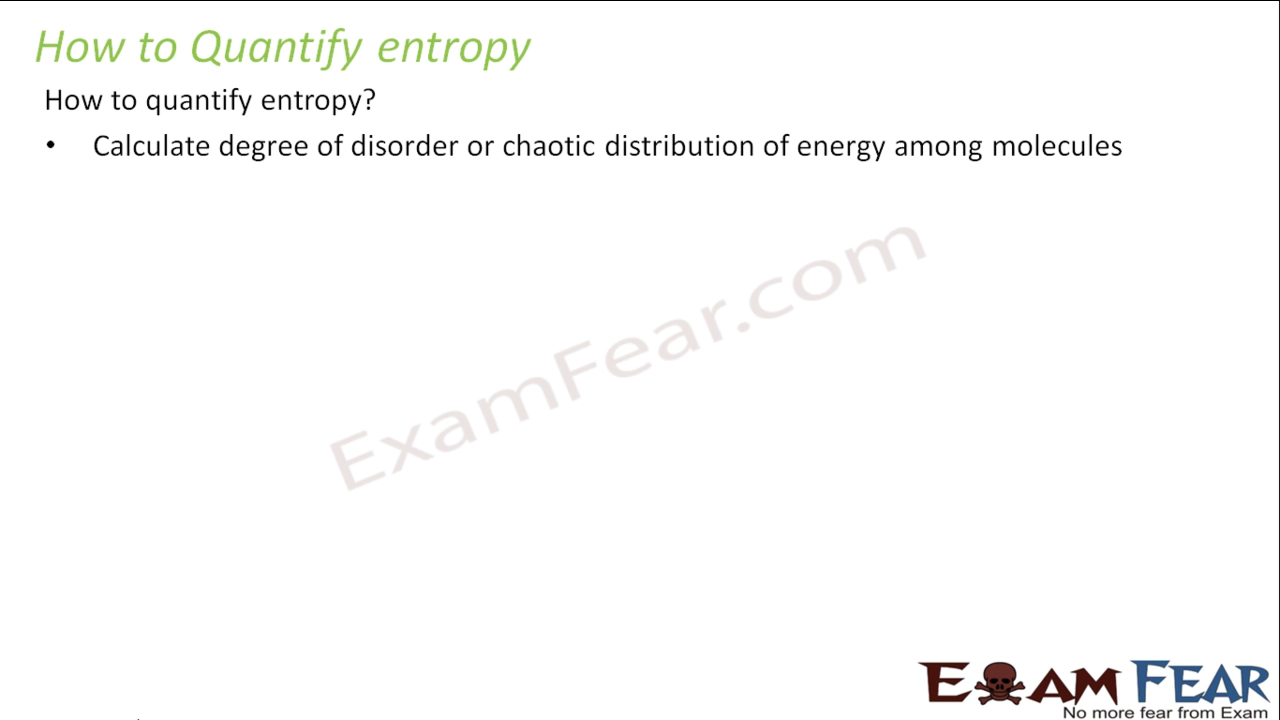 How to Quantify entropy
How to quantify entropy?
• Calculate degree of disorder or chaotic distribution of energy among molecules
ExamFear.com
EXAM FEAR
No more fear from Exam